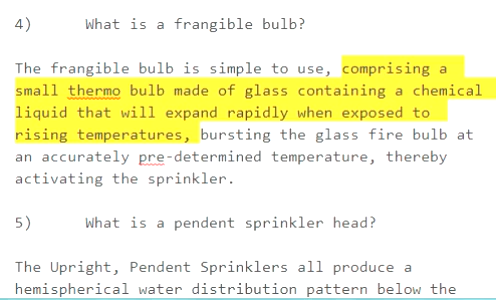 4) What is a frangible bulb?
The frangible bulb is simple to use, comprising a
small thermo bulb made of glass containing a chemical
liquid that will expand rapidly when exposed to
rising temperatures, bursting the glass fire bulb at
an accurately pre-determined temperature, thereby
activating the sprinkler.
5) What is a pendent sprinkler head?
The Upright, Pendent Sprinklers all produce a
hemispherical water distribution pattern below the